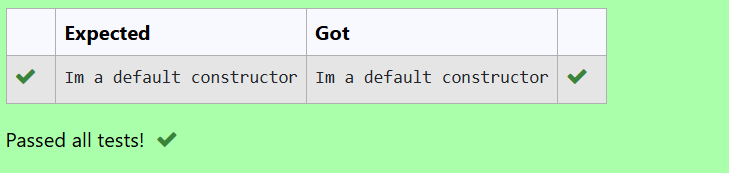 Expected Got
Im a default constructor Im a default constructor
Passed all tests!